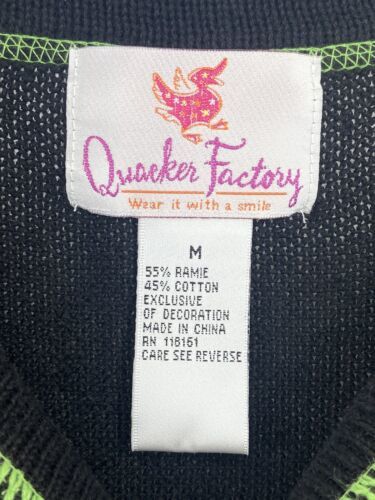 Quacker Factory
Wear it with a smile
M
55% RAMIE
45% COTTON
EXCLUSIVE
OF DECORATION
MADE IN CHINA
RN 118161
CARE SEE REVERSE